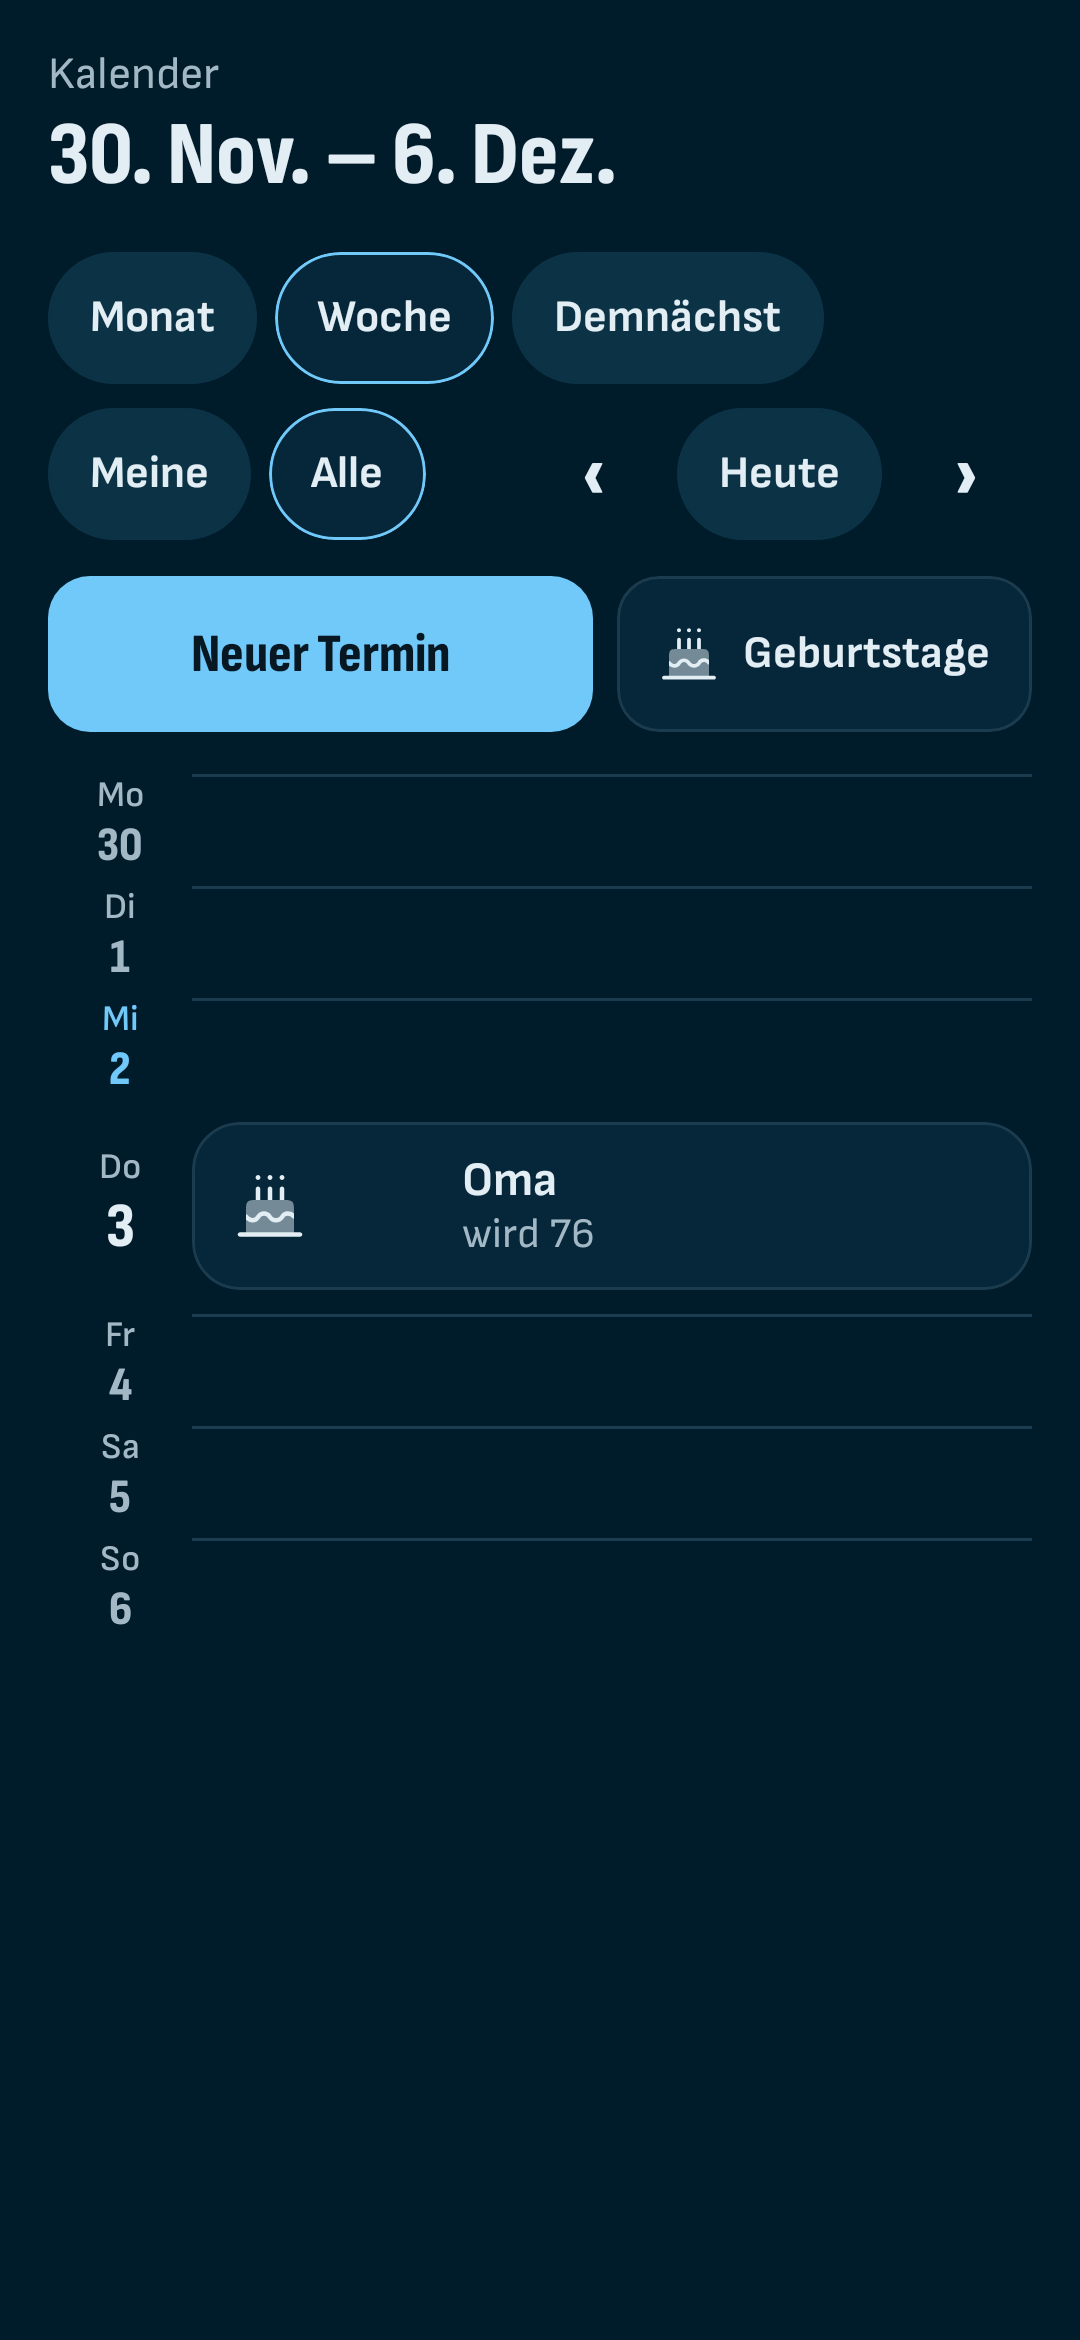 Kalender
30. Nov. – 6. Dez.
Monat Woche Demnächst
Meine Alle ‹ Heute ›
Neuer Termin Geburtstage
Mo
30
Di
1
Mi
2
Do
3
Oma
wird 76
Fr
4
Sa
5
So
6